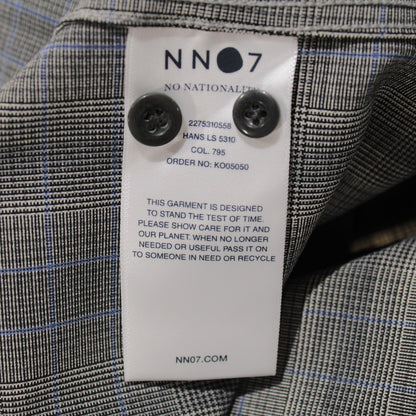 NN07
NO NATIONALITY
2275310558
HANS LS 5310
COL. 795
ORDER NO: KO05050
THIS GARMENT IS DESIGNED
TO STAND THE TEST OF TIME.
PLEASE SHOW CARE FOR IT AND
OUR PLANET. WHEN NO LONGER
NEEDED OR USEFUL PASS IT ON
TO SOMEONE IN NEED OR RECYCLE
NN07.COM